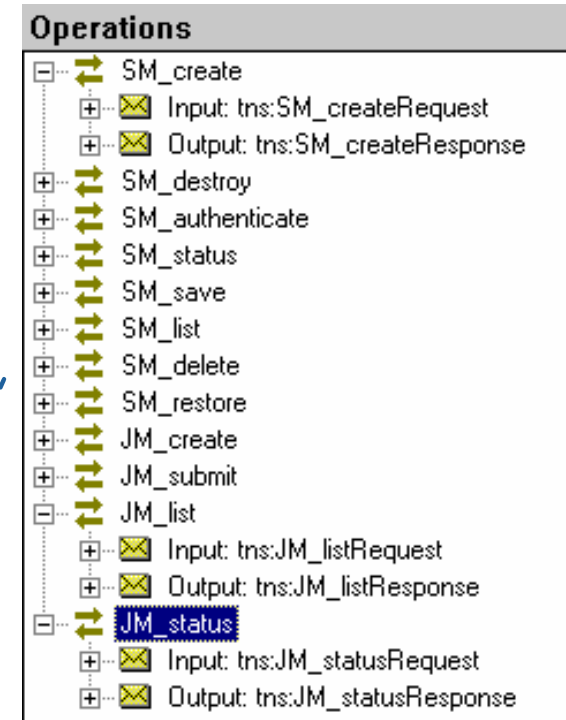 Operations
SM_create
Input: tns:SM_createRequest
Output: tns:SM_createResponse
SM_destroy
SM_authenticate
SM_status
SM_save
SM_list
SM_delete
SM_restore
JM_create
JM_submit
JM_list
Input: tns:JM_listRequest
Output: tns:JM_listResponse
JM_status
Input: tns:JM_statusRequest
Output: tns:JM_statusResponse